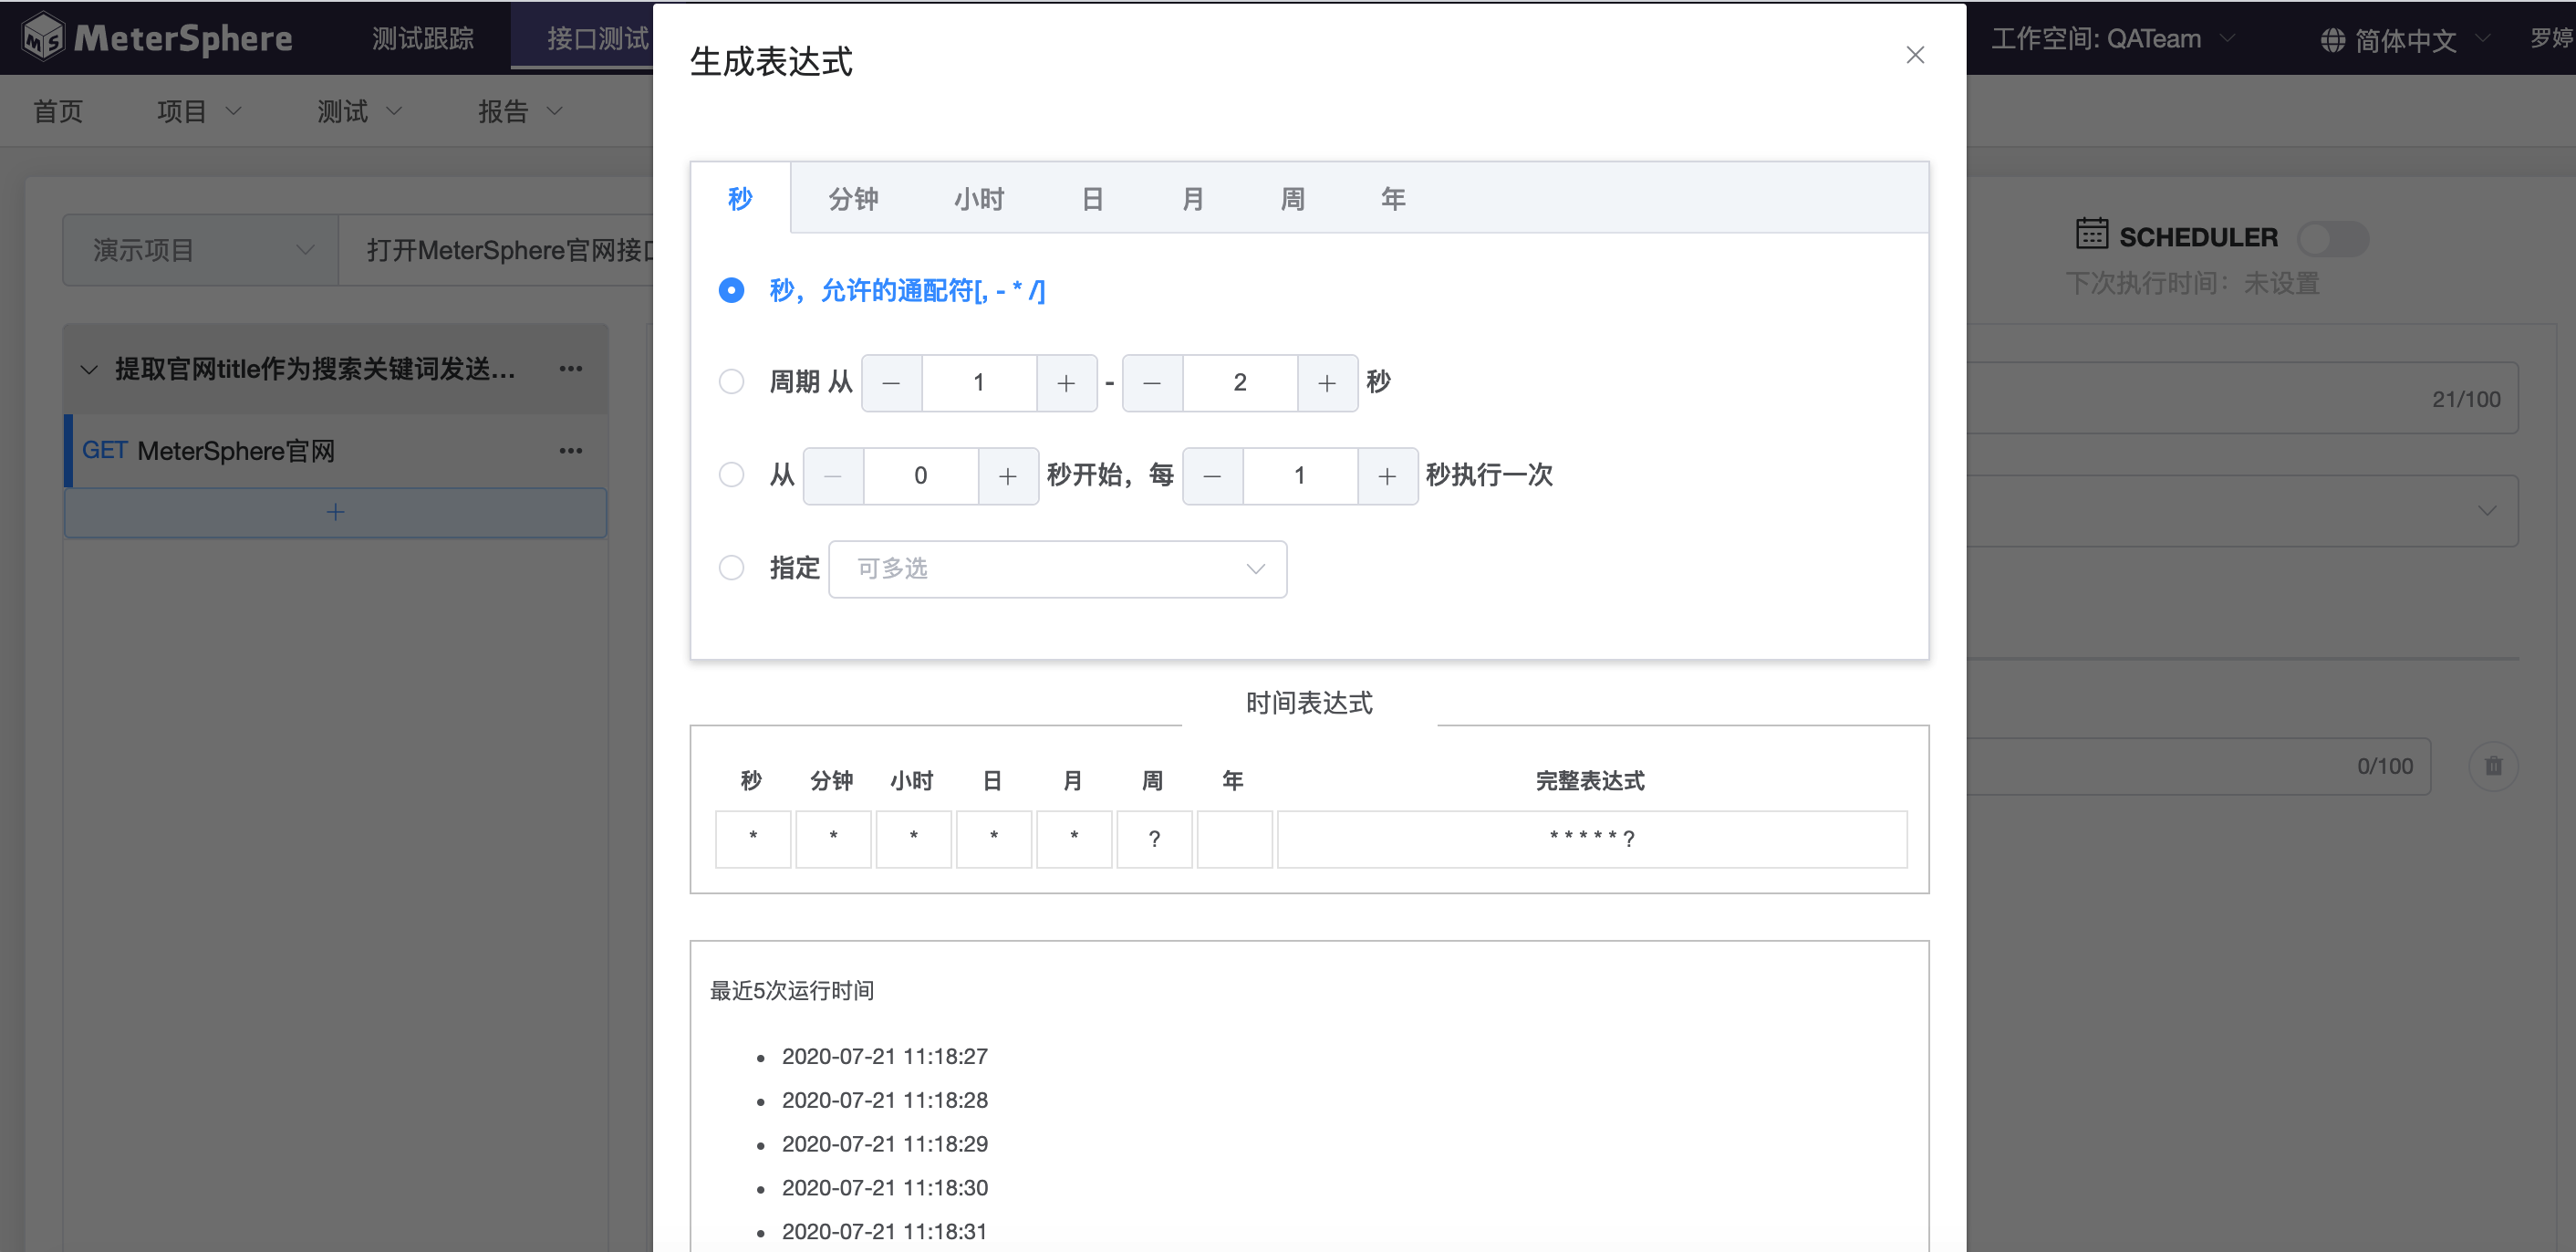 MS MeterSphere 测试跟踪 接口测试 工作空间: QATeam 简体中文 罗婷
首页 项目 测试 报告
生成表达式
秒 分钟 小时 日 月 周 年
演示项目 打开MeterSphere官网接口
SCHEDULER
下次执行时间：未设置
秒，允许的通配符[, - * /]
提取官网title作为搜索关键词发送... •••
周期 从 1 - 2 秒
21/100
GET MeterSphere官网 •••
从 0 秒开始，每 1 秒执行一次
指定 可多选
时间表达式
0/100
秒 分钟 小时 日 月 周 年 完整表达式
* * * * * ? * * * * * ?
最近5次运行时间
• 2020-07-21 11:18:27
• 2020-07-21 11:18:28
• 2020-07-21 11:18:29
• 2020-07-21 11:18:30
• 2020-07-21 11:18:31